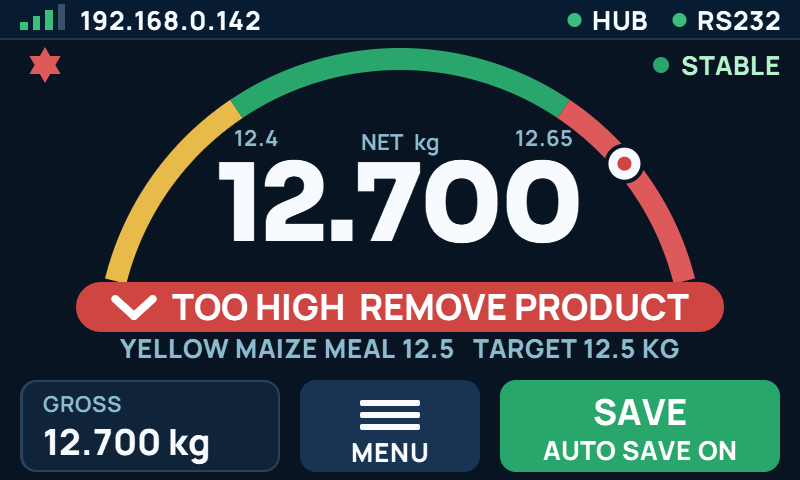 192.168.0.142
HUB
RS232
STABLE
12.4
NET kg
12.65
12.700
TOO HIGH REMOVE PRODUCT
YELLOW MAIZE MEAL 12.5 TARGET 12.5 KG
GROSS
12.700 kg
MENU
SAVE
AUTO SAVE ON